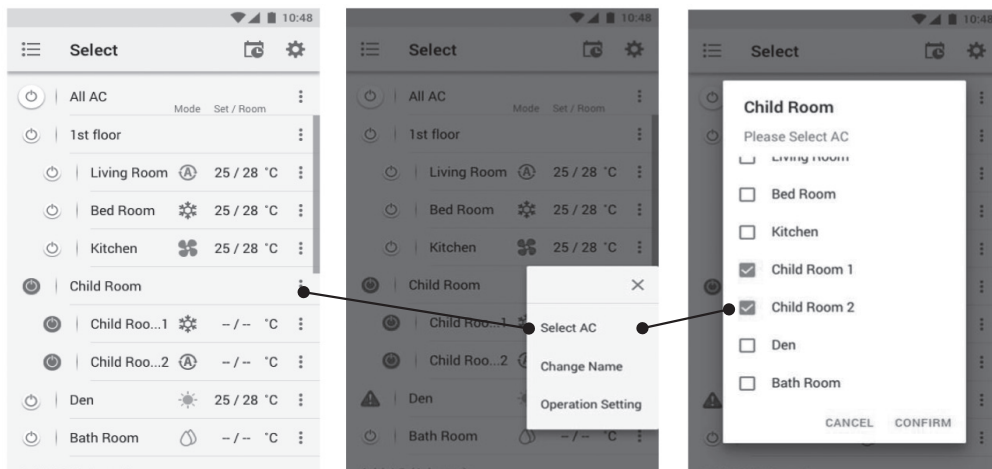 10:48
Select
All AC
Mode Set / Room
1st floor
Living Room A 25 / 28 °C
Bed Room 25 / 28 °C
Kitchen 25 / 28 °C
Child Room
Child Roo...1 -- / -- °C
Child Roo...2 A -- / -- °C
Den 25 / 28 °C
Bath Room -- / -- °C
10:48
Select
All AC
Mode Set / Room
1st floor
Living Room A 25 / 28 °C
Bed Room 25 / 28 °C
Kitchen 25 / 28 °C
Child Room
Child Roo...1
Child Roo...2
Den
Bath Room -- / -- °C
Select AC
Change Name
Operation Setting
10:48
Select
Child Room
Please Select AC
Living Room
Bed Room
Kitchen
Child Room 1
Child Room 2
Den
Bath Room
CANCEL CONFIRM